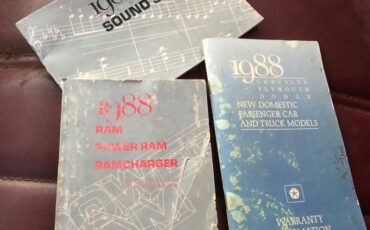 SOUND
1988
RAM
POWER RAM
RAMCHARGER
1988
CHRYSLER
PLYMOUTH
DODGE
NEW DOMESTIC
PASSENGER CAR
AND TRUCK MODELS
WARRANTY